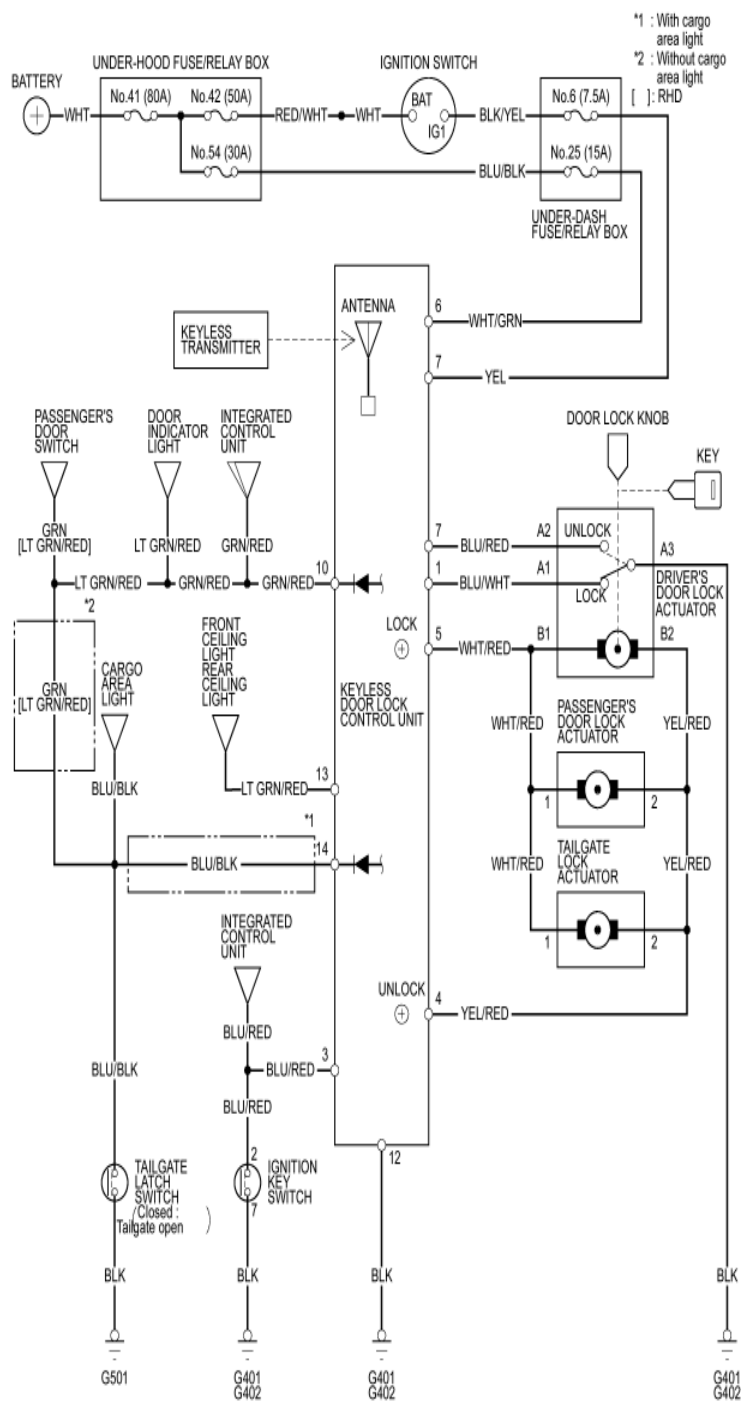 *1 : With cargo
area light
*2 : Without cargo
area light
[ ] : RHD
UNDER-HOOD FUSE/RELAY BOX
IGNITION SWITCH
BATTERY
No.41 (80A)
No.42 (50A)
BAT
No.6 (7.5A)
WHT
RED/WHT
WHT
BLK/YEL
IG1
No.54 (30A)
No.25 (15A)
BLU/BLK
UNDER-DASH
FUSE/RELAY BOX
ANTENNA
6
KEYLESS
TRANSMITTER
WHT/GRN
7
YEL
PASSENGER'S
DOOR
SWITCH
DOOR
INDICATOR
LIGHT
INTEGRATED
CONTROL
UNIT
DOOR LOCK KNOB
KEY
GRN
[LT GRN/RED]
LT GRN/RED
GRN/RED
7
BLU/RED
A2
UNLOCK
A3
10
LT GRN/RED
GRN/RED
GRN/RED
1
BLU/WHT
A1
LOCK
DRIVER'S
DOOR LOCK
ACTUATOR
*2
FRONT
CEILING
LIGHT
REAR
CEILING
LIGHT
LOCK
5
WHT/RED
B1
B2
CARGO
AREA
LIGHT
GRN
[LT GRN/RED]
KEYLESS
DOOR LOCK
CONTROL UNIT
WHT/RED
PASSENGER'S
DOOR LOCK
ACTUATOR
YEL/RED
BLU/BLK
LT GRN/RED
13
1
2
*1
BLU/BLK
14
WHT/RED
TAILGATE
LOCK
ACTUATOR
YEL/RED
INTEGRATED
CONTROL
UNIT
1
2
UNLOCK
4
YEL/RED
BLU/RED
BLU/BLK
BLU/RED
3
BLU/RED
2
12
TAILGATE
LATCH
SWITCH
(Closed :
Tailgate open )
IGNITION
KEY
SWITCH
7
BLK
BLK
BLK
BLK
G501
G401
G402
G401
G402
G401
G402